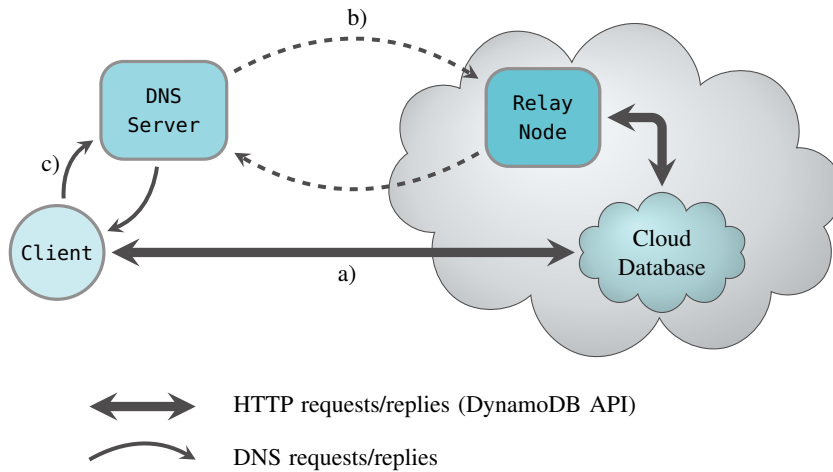 b)
DNS
Server
Relay
Node
c)
Client
Cloud
Database
a)
HTTP requests/replies (DynamoDB API)
DNS requests/replies